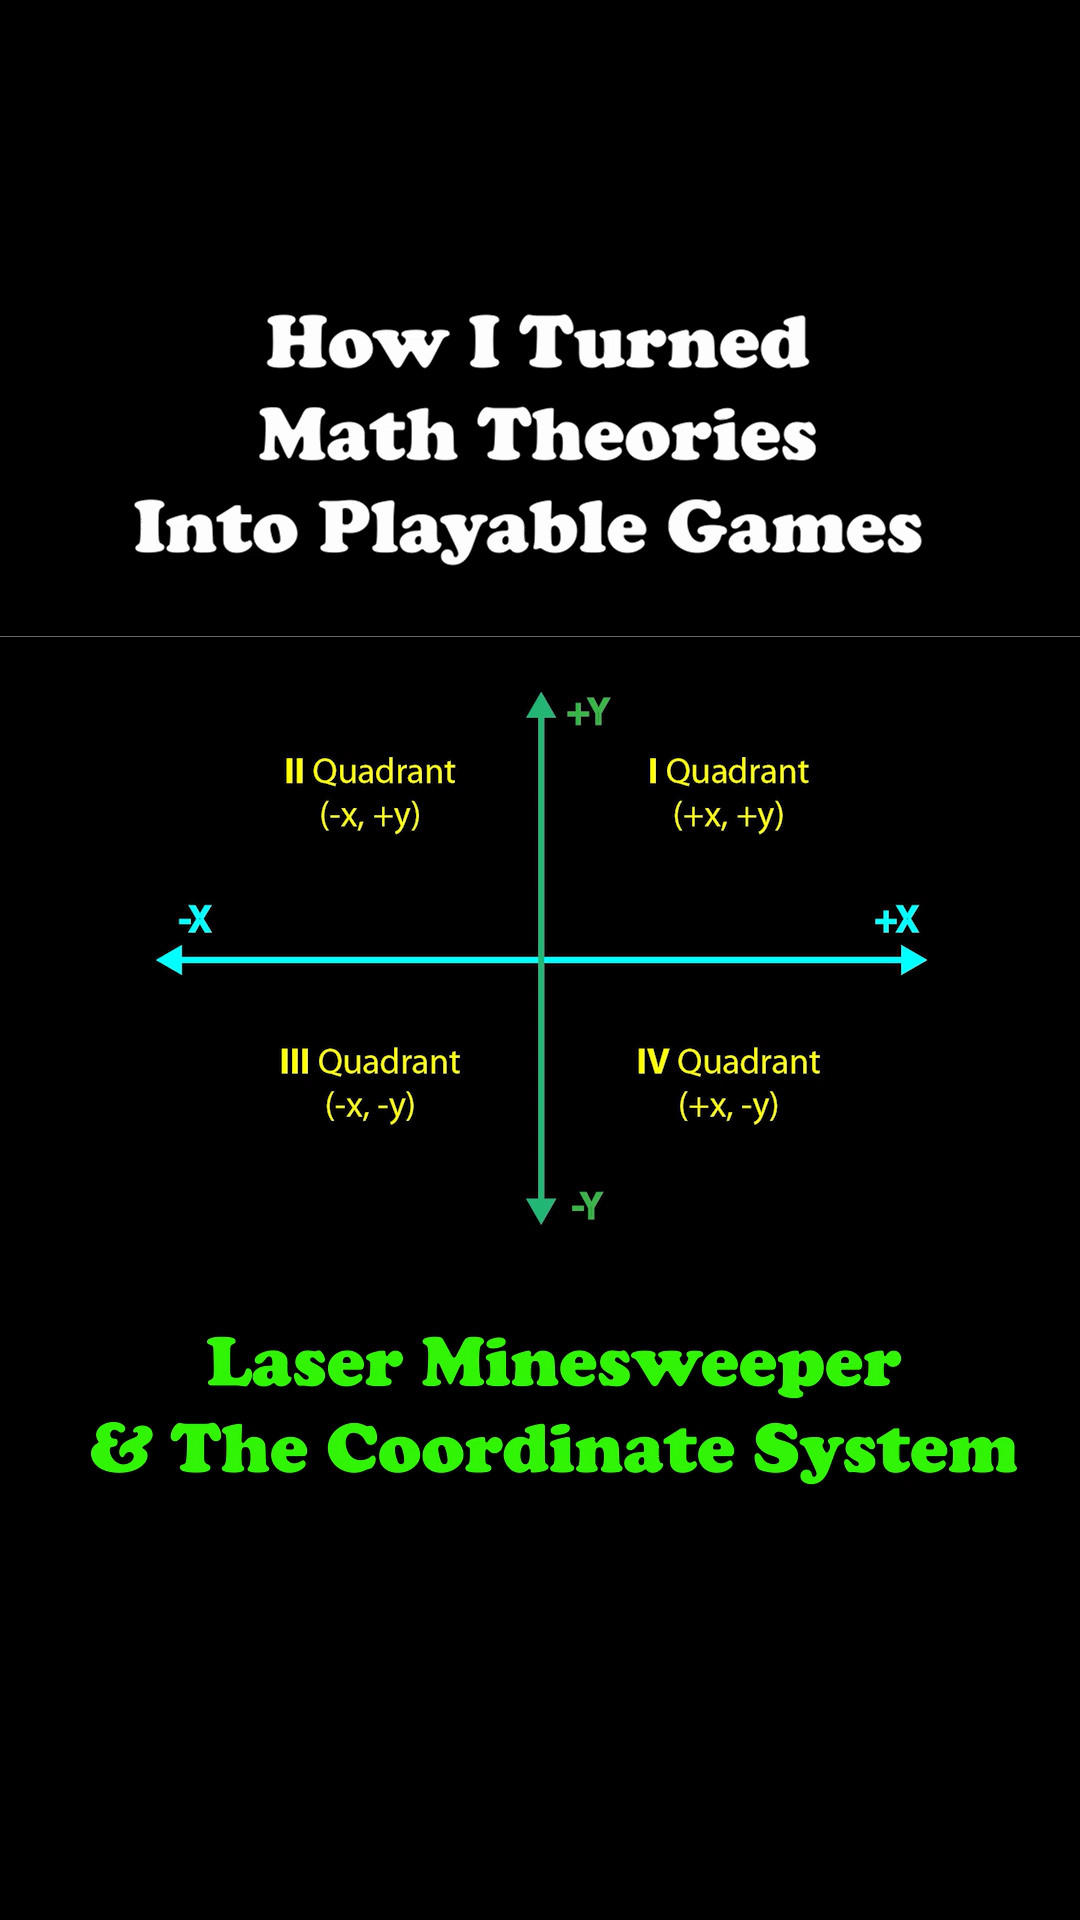 How I Turned
Math Theories
Into Playable Games
+Y
II Quadrant
(-x, +y)
I Quadrant
(+x, +y)
-X
+X
III Quadrant
(-x, -y)
IV Quadrant
(+x, -y)
-Y
Laser Minesweeper
& The Coordinate System